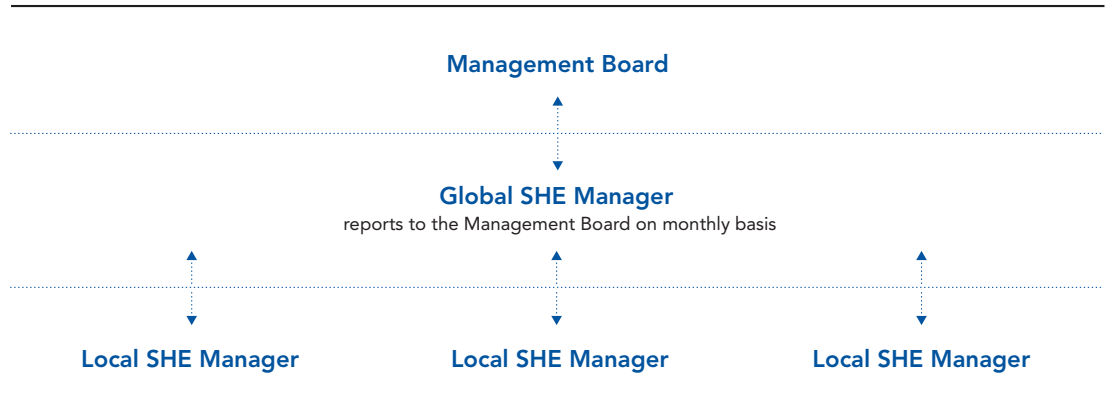 Management Board
Global SHE Manager
reports to the Management Board on monthly basis
Local SHE Manager
Local SHE Manager
Local SHE Manager